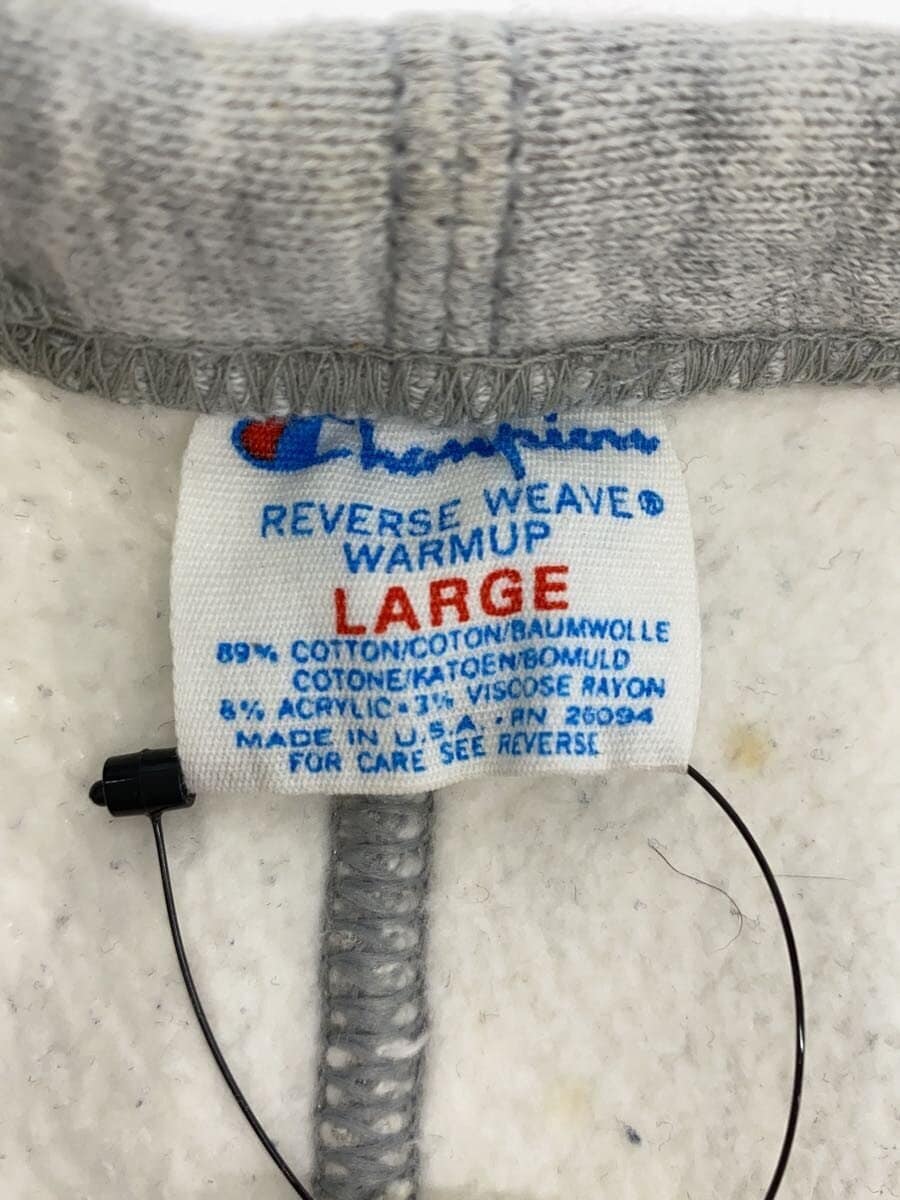 Champion
REVERSE WEAVE®
WARMUP
LARGE
89% COTTON/COTON/BAUMWOLLE
COTONE/KATOEN/BOMULD
8% ACRYLIC • 3% VISCOSE RAYON
MADE IN U.S.A. • RN 26094
FOR CARE SEE REVERSE